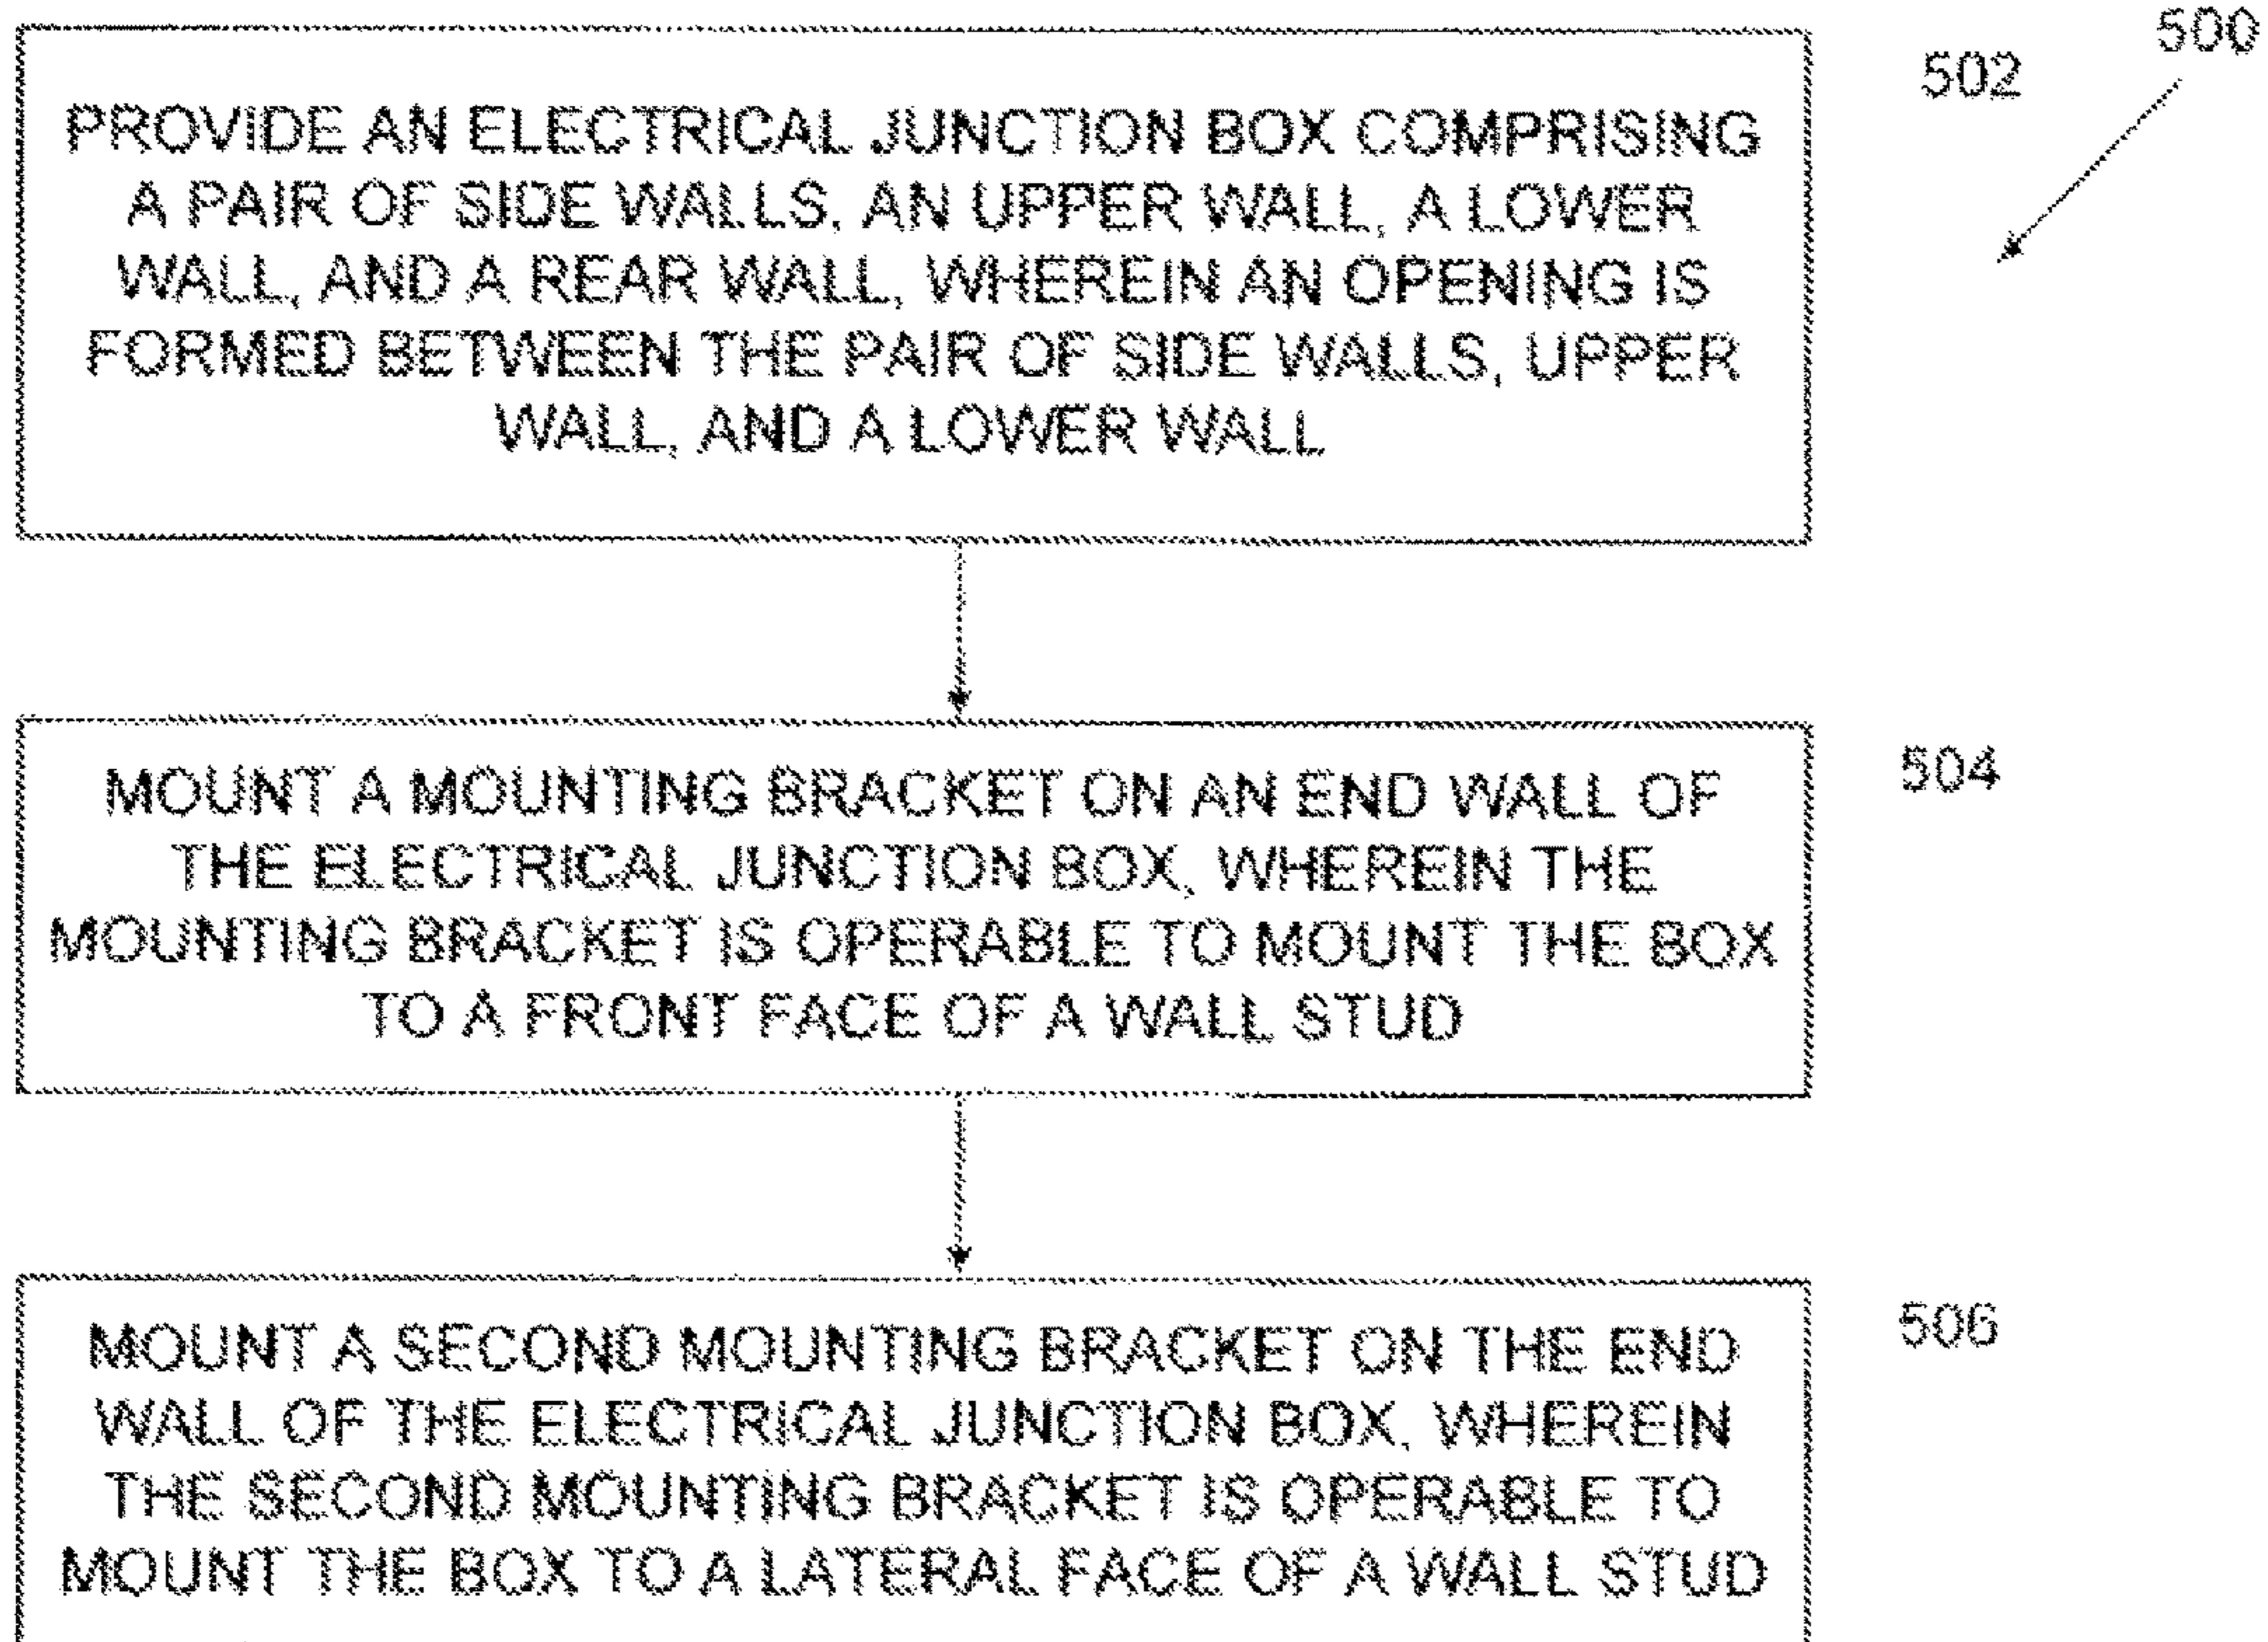 500
502
PROVIDE AN ELECTRICAL JUNCTION BOX COMPRISING
A PAIR OF SIDE WALLS, AN UPPER WALL, A LOWER
WALL, AND A REAR WALL, WHEREIN AN OPENING IS
FORMED BETWEEN THE PAIR OF SIDE WALLS, UPPER
WALL, AND A LOWER WALL
504
MOUNT A MOUNTING BRACKET ON AN END WALL OF
THE ELECTRICAL JUNCTION BOX, WHEREIN THE
MOUNTING BRACKET IS OPERABLE TO MOUNT THE BOX
TO A FRONT FACE OF A WALL STUD
506
MOUNT A SECOND MOUNTING BRACKET ON THE END
WALL OF THE ELECTRICAL JUNCTION BOX, WHEREIN
THE SECOND MOUNTING BRACKET IS OPERABLE TO
MOUNT THE BOX TO A LATERAL FACE OF A WALL STUD